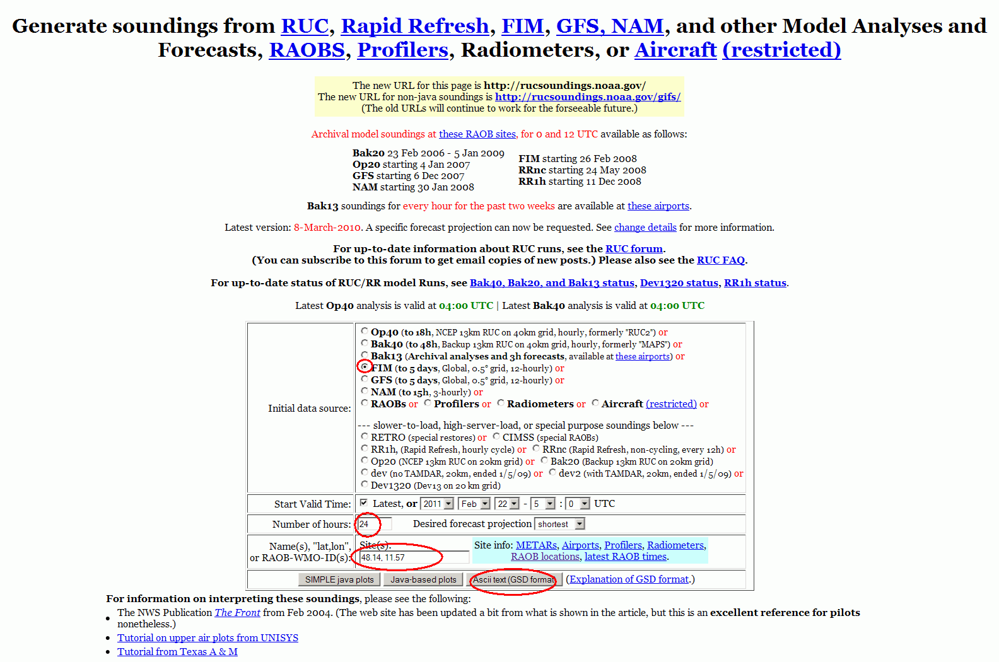 Generate soundings from RUC, Rapid Refresh, FIM, GFS, NAM, and other Model Analyses and
Forecasts, RAOBS, Profilers, Radiometers, or Aircraft (restricted)
The new URL for this page is http://rucsoundings.noaa.gov/
The new URL for non-java soundings is http://rucsoundings.noaa.gov/gifs/
(The old URLs will continue to work for the forseeable future.)
Archival model soundings at these RAOB sites, for 0 and 12 UTC available as follows:
Bak20 23 Feb 2006 - 5 Jan 2009
Op20 starting 4 Jan 2007
GFS starting 6 Dec 2007
NAM starting 30 Jan 2008
FIM starting 26 Feb 2008
RRnc starting 24 May 2008
RR1h starting 11 Dec 2008
Bak13 soundings for every hour for the past two weeks are available at these airports.
Latest version: 8-March-2010. A specific forecast projection can now be requested. See change details for more information.
For up-to-date information about RUC runs, see the RUC forum.
(You can subscribe to this forum to get email copies of new posts.) Please also see the RUC FAQ.
For up-to-date status of RUC/RR model Runs, see Bak40, Bak20, and Bak13 status, Dev1320 status, RR1h status.
Latest Op40 analysis is valid at 04:00 UTC | Latest Bak40 analysis is valid at 04:00 UTC
Initial data source:
Op40 (to 18h, NCEP 13km RUC on 40km grid, hourly, formerly "RUC2") or
Bak40 (to 48h, Backup 13km RUC on 40km grid, hourly, formerly "MAPS") or
Bak13 (Archival analyses and 3h forecasts, available at these airports) or
FIM (to 5 days, Global, 0.5° grid, 12-hourly) or
GFS (to 5 days, Global, 0.5° grid, 12-hourly) or
NAM (to 15h, 3-hourly) or
RAOBs or Profilers or Radiometers or Aircraft (restricted) or
--- slower-to-load, high-server-load, or special purpose soundings below ---
RETRO (special restores) or CIMSS (special RAOBs)
RR1h, (Rapid Refresh, hourly cycle) or RRnc (Rapid Refresh, non-cycling, every 12h) or
Op20 (NCEP 13km RUC on 20km grid) or Bak20 (Backup 13km RUC on 20km grid)
dev (no TAMDAR, 20km, ended 1/5/09) or dev2 (with TAMDAR, 20km, ended 1/5/09) or
Dev1320 (Dev13 on 20 km grid)
Start Valid Time: Latest, or 2011 Feb 22 - 5 : 0 UTC
Number of hours: 24 Desired forecast projection shortest
Name(s), "lat,lon",
or RAOB-WMO-ID(s):
Site(s):
48.14, 11.57
Site info: METARs, Airports, Profilers, Radiometers,
RAOB locations, latest RAOB times.
SIMPLE java plots Java-based plots Ascii text (GSD format (Explanation of GSD format.)
For information on interpreting these soundings, please see the following:
The NWS Publication The Front from Feb 2004. (The web site has been updated a bit from what is shown in the article, but this is an excellent reference for pilots
nonetheless.)
Tutorial on upper air plots from UNISYS
Tutorial from Texas A & M